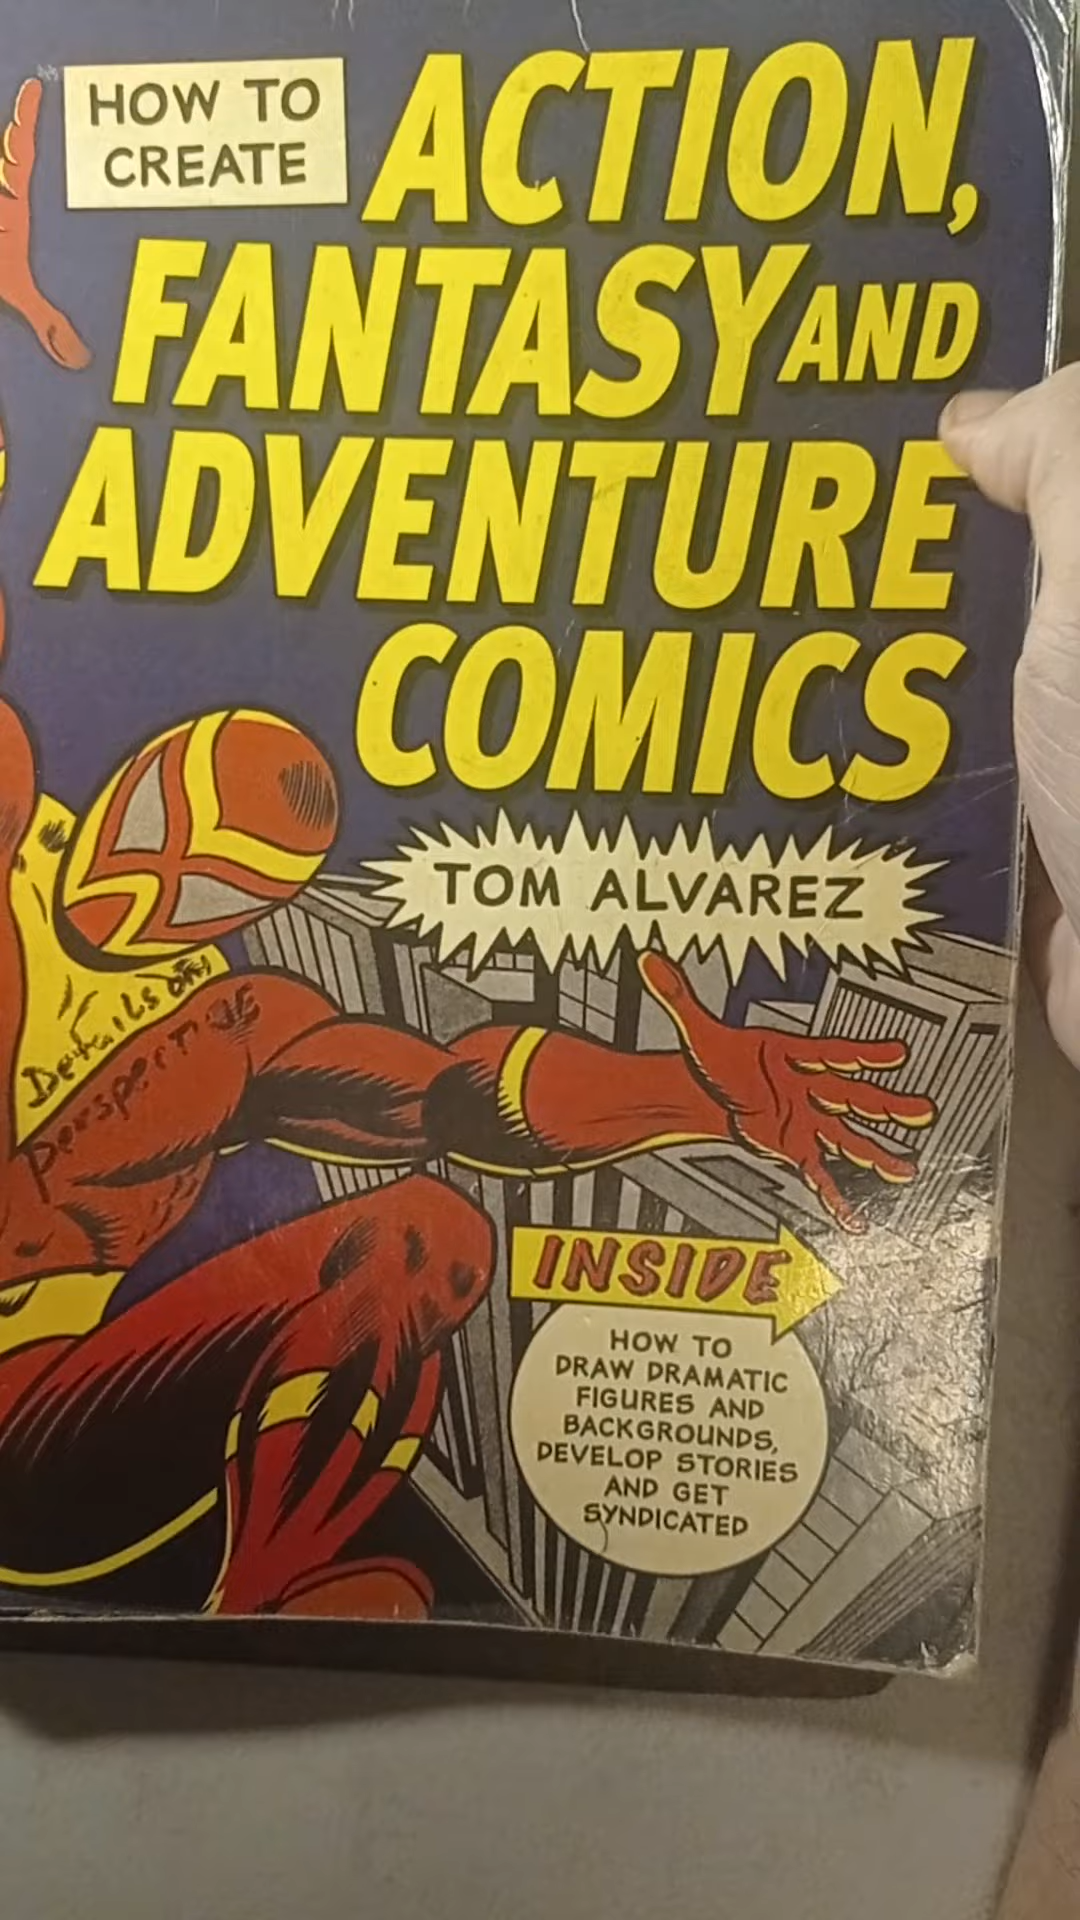 HOW TO
CREATE
ACTION,
FANTASY AND
ADVENTURE
COMICS
TOM ALVAREZ
Details on
perspective
INSIDE
HOW TO
DRAW DRAMATIC
FIGURES AND
BACKGROUNDS,
DEVELOP STORIES
AND GET
SYNDICATED